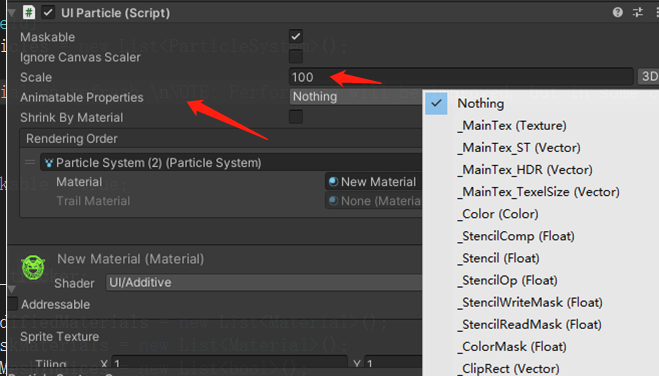 UI Particle (Script)
Maskable
Ignore Canvas Scaler
Scale 100 3D
Animatable Properties Nothing
Shrink By Material
Rendering Order
Particle System (2) (Particle System)
Material New Material
Trail Material None (Materia
New Material (Material)
Shader UI/Additive
Addressable
Sprite Texture
Tiling X 1 Y 1
Nothing
_MainTex (Texture)
_MainTex_ST (Vector)
_MainTex_HDR (Vector)
_MainTex_TexelSize (Vector)
_Color (Color)
_StencilComp (Float)
_Stencil (Float)
_StencilOp (Float)
_StencilWriteMask (Float)
_StencilReadMask (Float)
_ColorMask (Float)
_ClipRect (Vector)